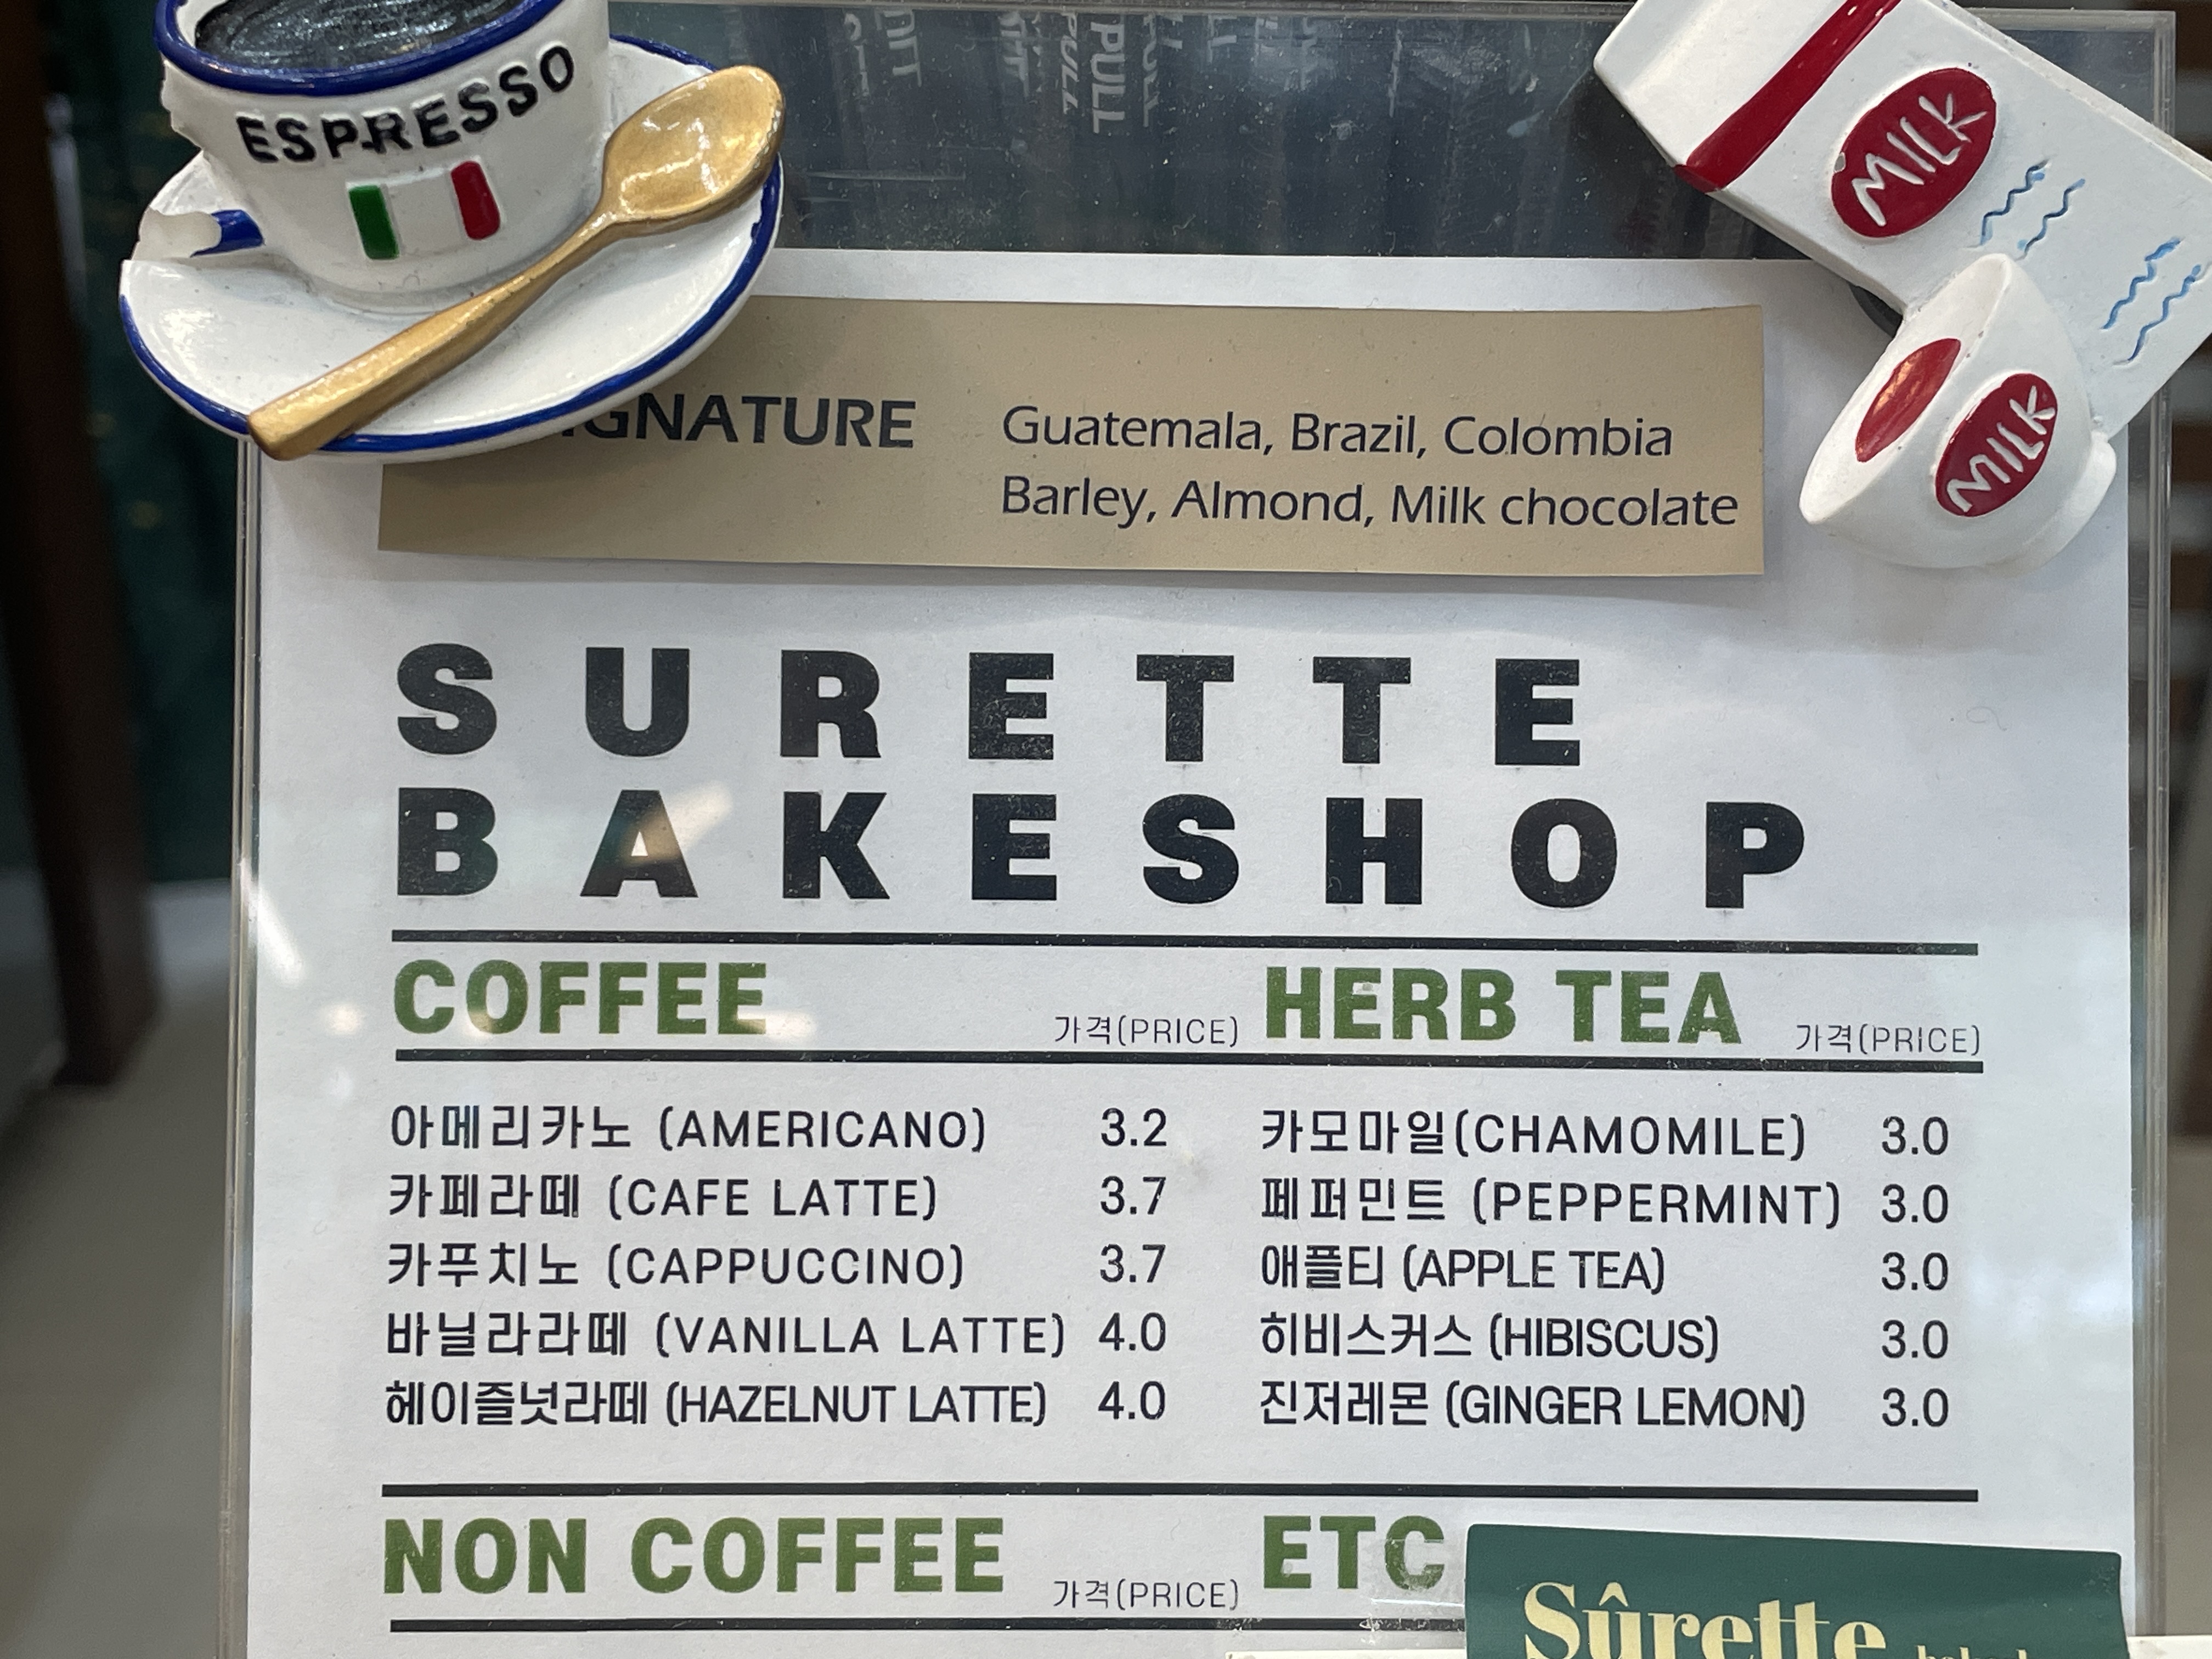 ESPRESSO
PULL
MILK
MILK
GNATURE
Guatemala, Brazil, Colombia
Barley, Almond, Milk chocolate
SURETTE
BAKESHOP
COFFEE 가격(PRICE)
아메리카노 (AMERICANO) 3.2
카페라떼 (CAFE LATTE) 3.7
카푸치노 (CAPPUCCINO) 3.7
바닐라라떼 (VANILLA LATTE) 4.0
헤이즐넛라떼 (HAZELNUT LATTE) 4.0
HERB TEA 가격(PRICE)
카모마일(CHAMOMILE) 3.0
페퍼민트 (PEPPERMINT) 3.0
애플티 (APPLE TEA) 3.0
히비스커스 (HIBISCUS) 3.0
진저레몬 (GINGER LEMON) 3.0
NON COFFEE 가격(PRICE)
ETC
Sûrette